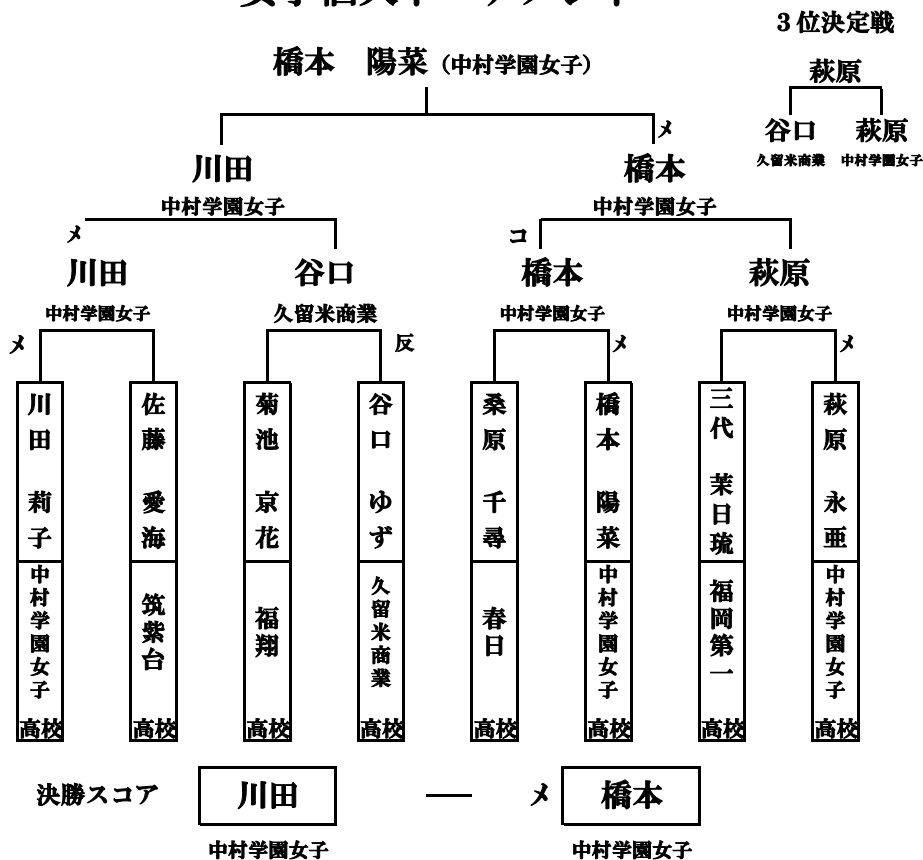 3位決定戦
橋本 陽菜(中村学園女子)
萩原
谷口 萩原
久留米商業 中村学園女子
メ
川田 橋本
中村学園女子 中村学園女子
メ コ
川田 谷口 橋本 萩原
中村学園女子 久留米商業 中村学園女子 中村学園女子
メ 反 メ メ
川田 莉子 中村学園女子 高校
佐藤 愛海 筑紫台 高校
菊池 京花 福翔 高校
谷口 ゆず 久留米商業 高校
桑原 千尋 春日 高校
橋本 陽菜 中村学園女子 高校
三代 茉日琉 福岡第一 高校
萩原 永亜 中村学園女子 高校
決勝スコア 川田 — メ 橋本
中村学園女子 中村学園女子